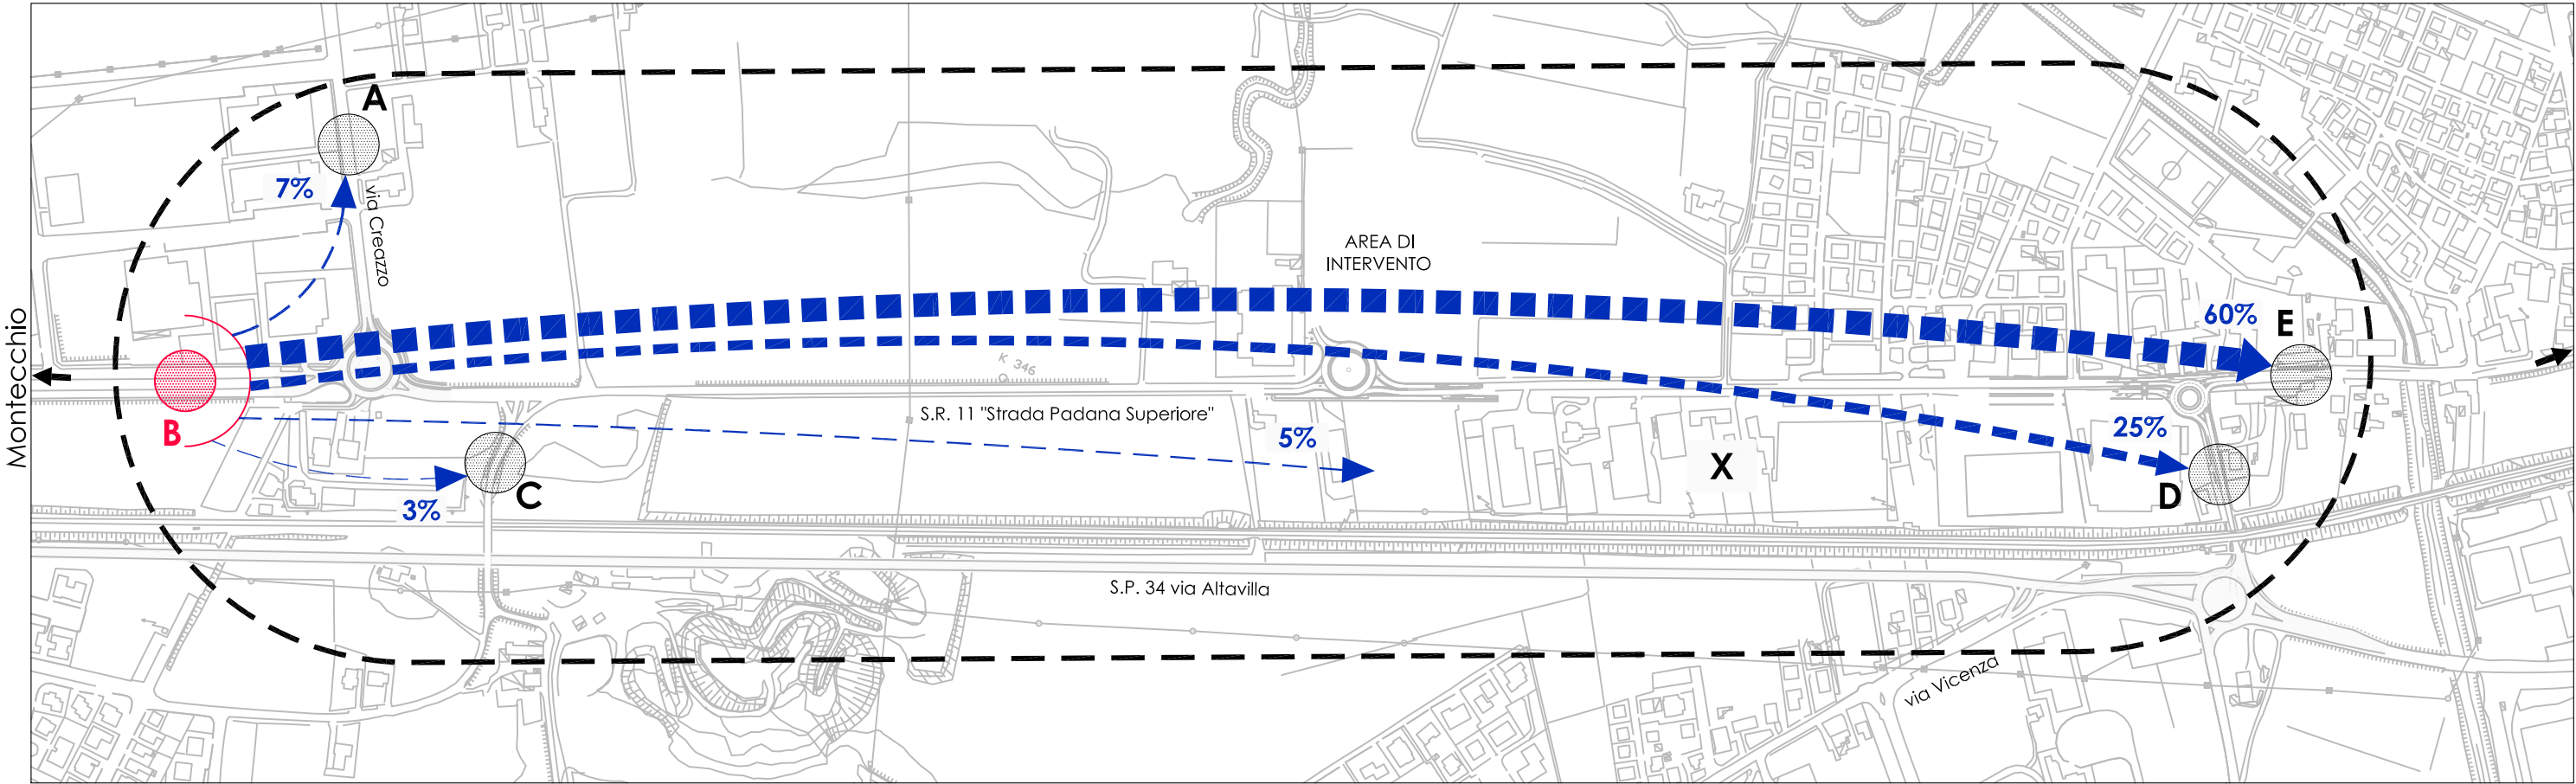 A
7%
via Creazzo
AREA DI
INTERVENTO
Montecchio
60%
E
K 346
B
S.R. 11 "Strada Padana Superiore"
5%
25%
X
C
D
3%
S.P. 34 via Altavilla
via Vicenza